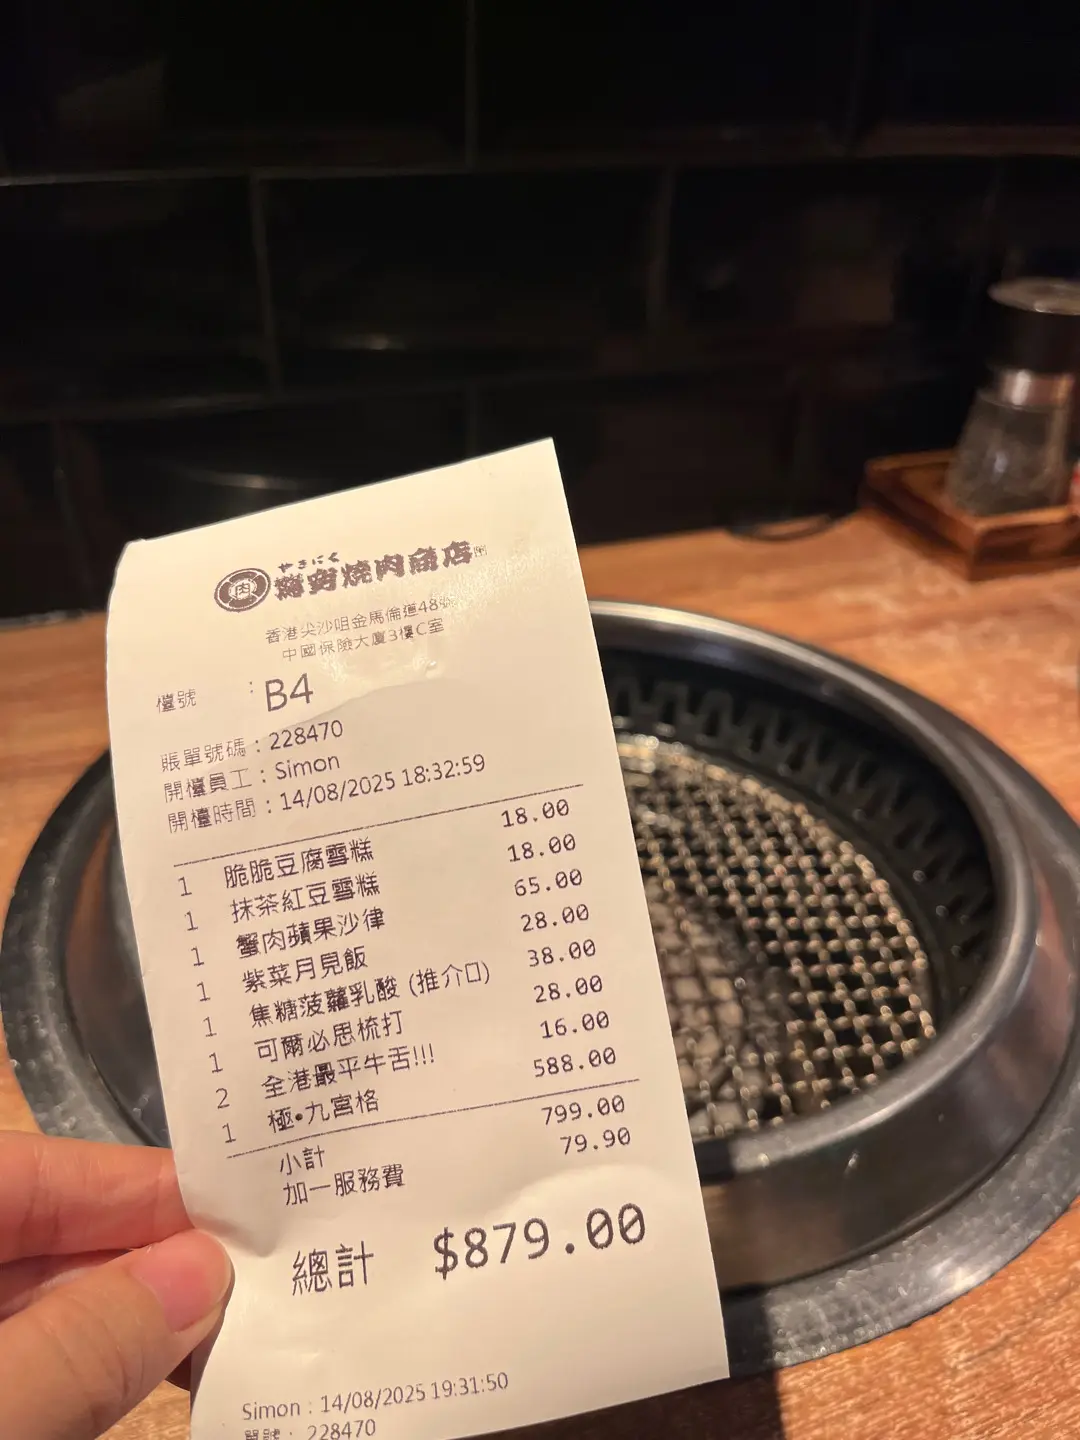 やきにく
燒肉商店
肉
香港尖沙咀金馬倫道48號
中國保險大廈3樓C室
檯號 : B4
賬單號碼 : 228470
開檯員工 : Simon
開檯時間 : 14/08/2025 18:32:59
1 脆脆豆腐雪糕 18.00
1 抹茶紅豆雪糕 18.00
1 蟹肉蘋果沙律 65.00
1 紫菜月見飯 28.00
1 焦糖菠蘿乳酸 (推介口) 38.00
1 可爾必思梳打 28.00
2 全港最平牛舌!!! 16.00
1 極•九宮格 588.00
小計 799.00
加一服務費 79.90
總計 $879.00
Simon : 14/08/2025 19:31:50
單號 : 228470